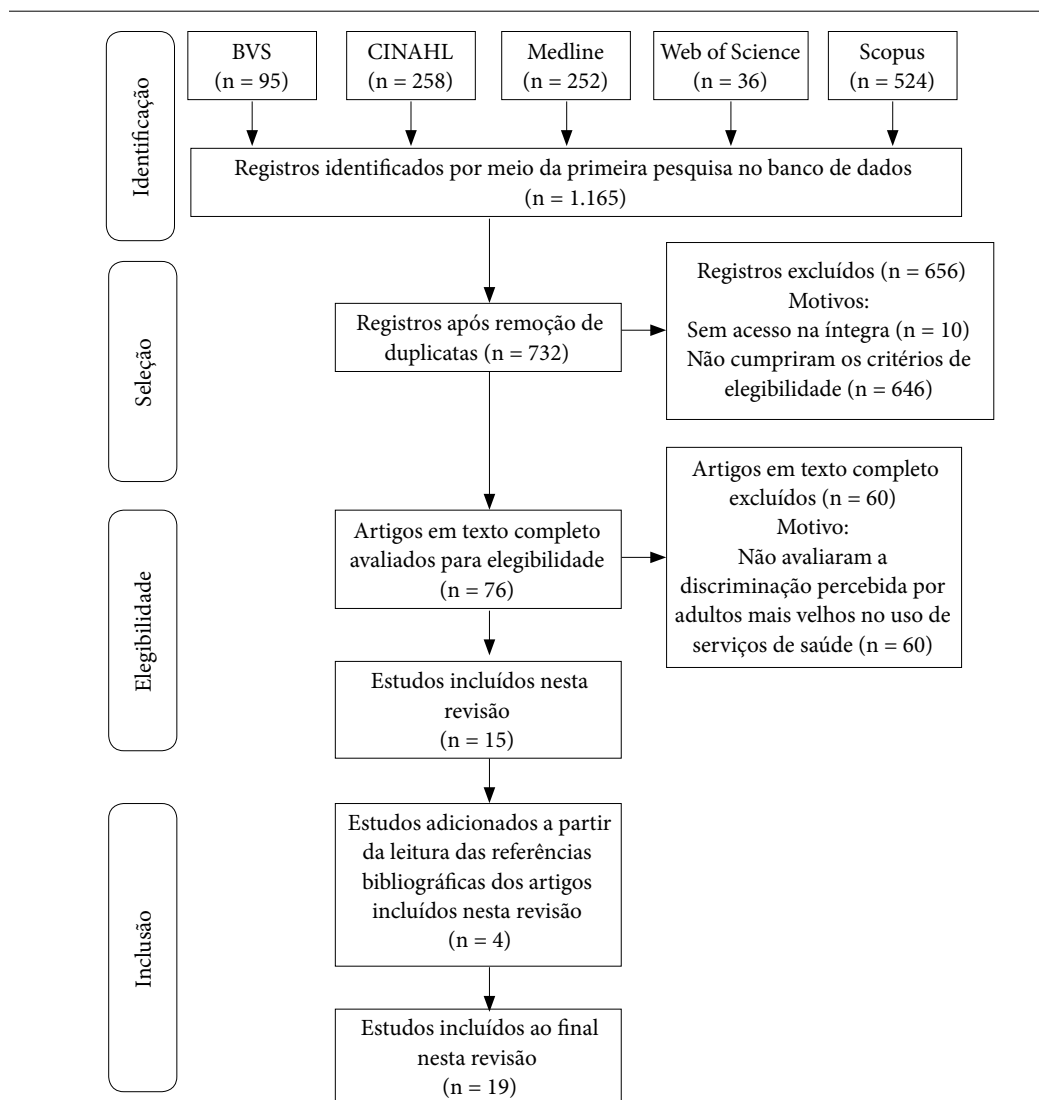 BVS
(n = 95)
CINAHL
(n = 258)
Medline
(n = 252)
Web of Science
(n = 36)
Scopus
(n = 524)
Identificação
Registros identificados por meio da primeira pesquisa no banco de dados
(n = 1.165)
Seleção
Registros após remoção de
duplicatas (n = 732)
Registros excluídos (n = 656)
Motivos:
Sem acesso na íntegra (n = 10)
Não cumpriram os critérios de
elegibilidade (n = 646)
Elegibilidade
Artigos em texto completo
avaliados para elegibilidade
(n = 76)
Artigos em texto completo
excluídos (n = 60)
Motivo:
Não avaliaram a
discriminação percebida por
adultos mais velhos no uso de
serviços de saúde (n = 60)
Estudos incluídos nesta
revisão
(n = 15)
Inclusão
Estudos adicionados a partir
da leitura das referências
bibliográficas dos artigos
incluídos nesta revisão
(n = 4)
Estudos incluídos ao final
nesta revisão
(n = 19)